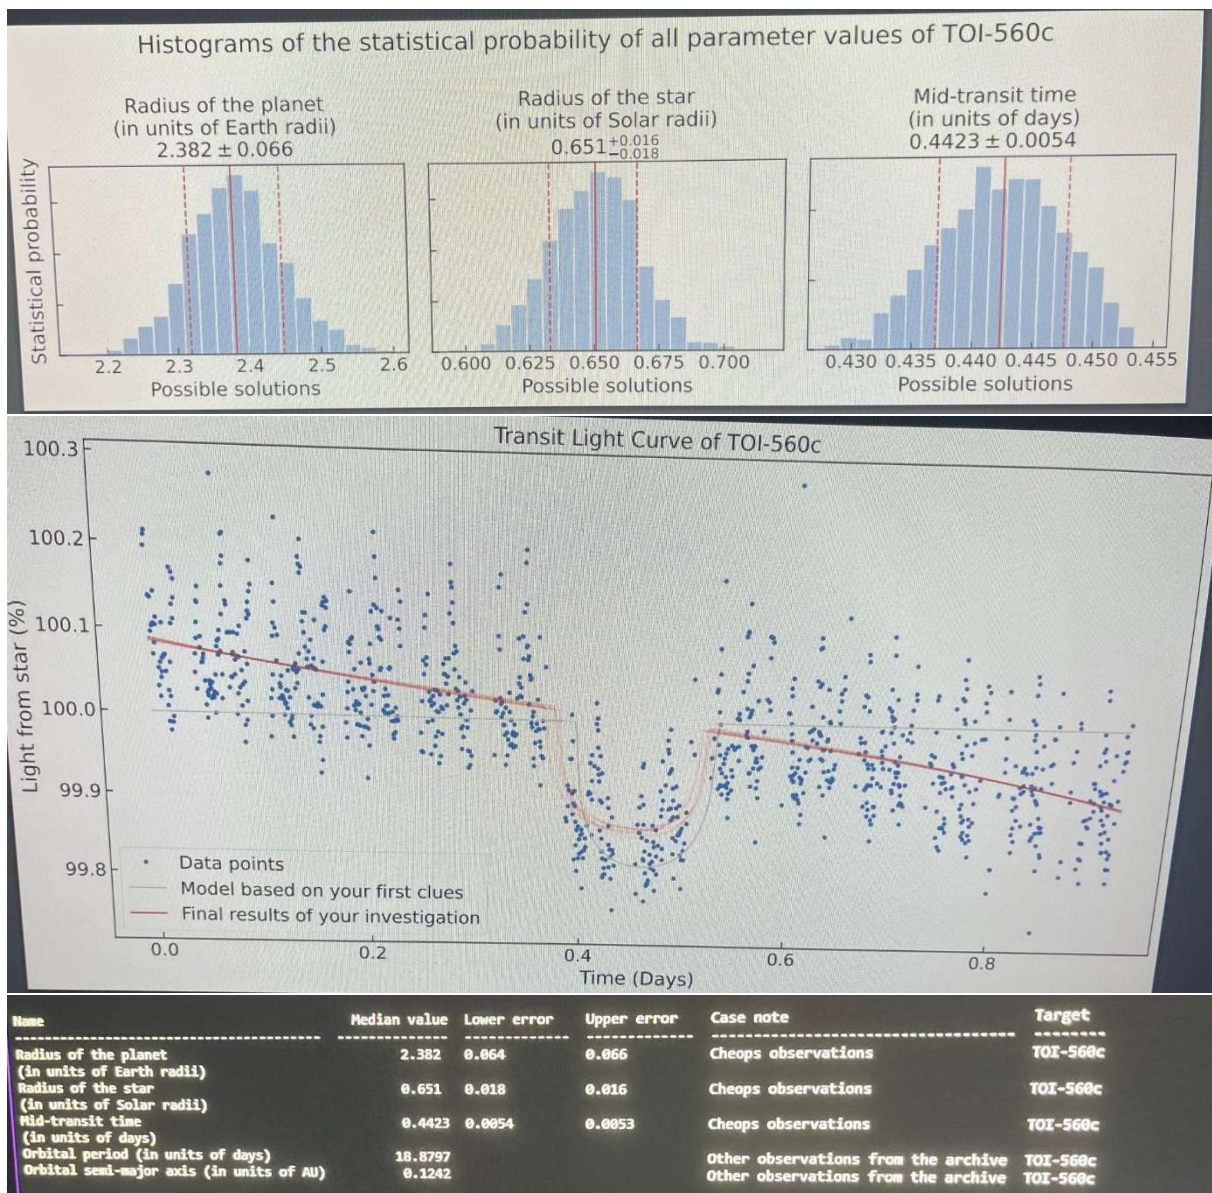 Histograms of the statistical probability of all parameter values of TOI-560c
Radius of the planet
(in units of Earth radii)
2.382 ± 0.066
Radius of the star
(in units of Solar radii)
0.651+0.016−0.018
Mid-transit time
(in units of days)
0.4423 ± 0.0054
Statistical probability
2.2 2.3 2.4 2.5 2.6
Possible solutions
0.600 0.625 0.650 0.675 0.700
Possible solutions
0.430 0.435 0.440 0.445 0.450 0.455
Possible solutions
Transit Light Curve of TOI-560c
Light from star (%)
100.3
100.2
100.1
100.0
99.9
99.8
Data points
Model based on your first clues
Final results of your investigation
0.0 0.2 0.4 0.6 0.8
Time (Days)
Name Median value Lower error Upper error Case note Target
Radius of the planet 2.382 0.064 0.066 Cheops observations TOI-560c
(in units of Earth radii)
Radius of the star 0.651 0.018 0.016 Cheops observations TOI-560c
(in units of Solar radii)
Mid-transit time 0.4423 0.0054 0.0053 Cheops observations TOI-560c
(in units of days)
Orbital period (in units of days) 18.8797 Other observations from the archive TOI-560c
Orbital semi-major axis (in units of AU) 0.1242 Other observations from the archive TOI-560c